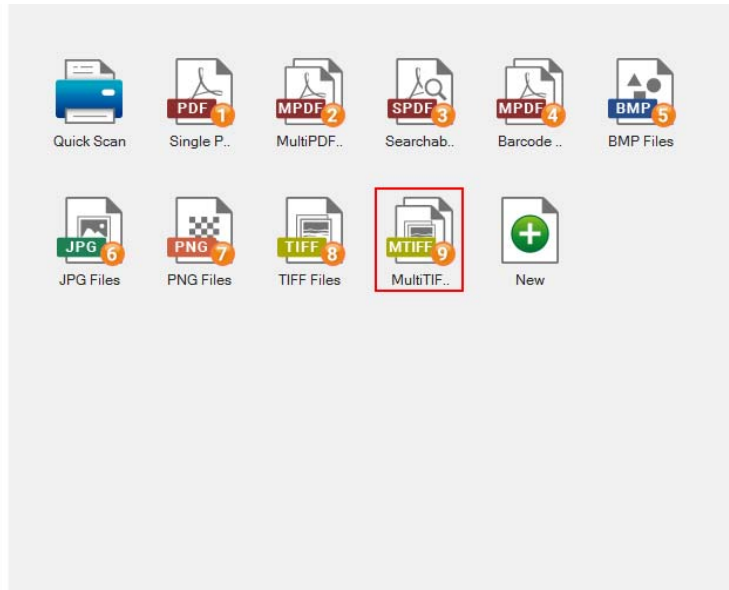 PDF 1 MPDF 2 SPDF 3 MPDF 4 BMP 5
Quick Scan Single P.. MultiPDF.. Searchab.. Barcode .. BMP Files
JPG 6 PNG 7 TIFF 8 MTIFF 9
JPG Files PNG Files TIFF Files MultiTIF.. New